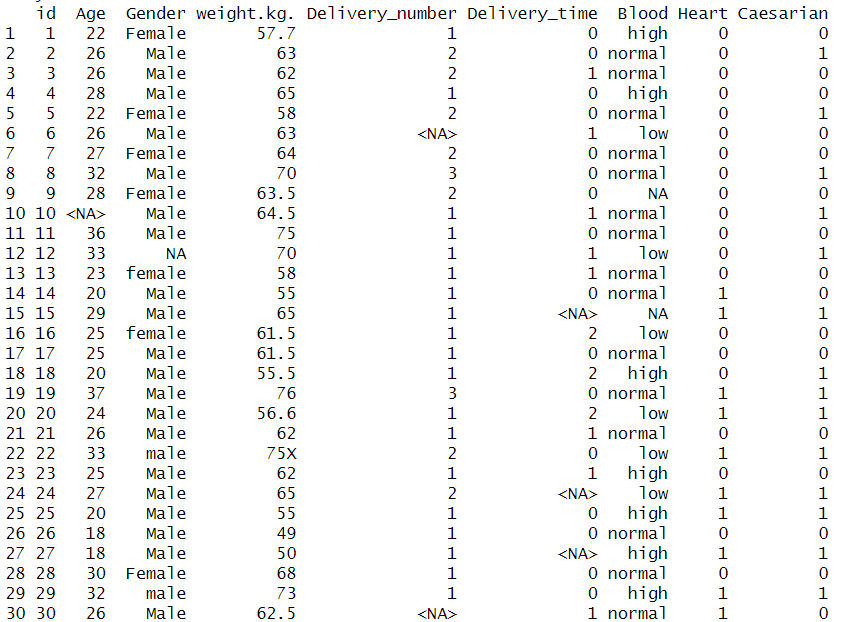 id Age Gender weight.kg. Delivery_number Delivery_time Blood Heart Caesarian
1 1 22 Female 57.7 1 0 high 0 0
2 2 26 Male 63 2 0 normal 0 1
3 3 26 Male 62 2 1 normal 0 0
4 4 28 Male 65 1 0 high 0 0
5 5 22 Female 58 2 0 normal 0 1
6 6 26 Male 63 <NA> 1 low 0 0
7 7 27 Female 64 2 0 normal 0 0
8 8 32 Male 70 3 0 normal 0 1
9 9 28 Female 63.5 2 0 NA 0 0
10 10 <NA> Male 64.5 1 1 normal 0 1
11 11 36 Male 75 1 0 normal 0 0
12 12 33 NA 70 1 1 low 0 1
13 13 23 female 58 1 1 normal 0 0
14 14 20 Male 55 1 0 normal 1 0
15 15 29 Male 65 1 <NA> NA 1 1
16 16 25 female 61.5 1 2 low 0 0
17 17 25 Male 61.5 1 0 normal 0 0
18 18 20 Male 55.5 1 2 high 0 1
19 19 37 Male 76 3 0 normal 1 1
20 20 24 Male 56.6 1 2 low 1 1
21 21 26 Male 62 1 1 normal 0 0
22 22 33 male 75X 2 0 low 1 1
23 23 25 Male 62 1 1 high 0 0
24 24 27 Male 65 2 <NA> low 1 1
25 25 20 Male 55 1 0 high 1 1
26 26 18 Male 49 1 0 normal 0 0
27 27 18 Male 50 1 <NA> high 1 1
28 28 30 Female 68 1 0 normal 0 0
29 29 32 male 73 1 0 high 1 1
30 30 26 Male 62.5 <NA> 1 normal 1 0